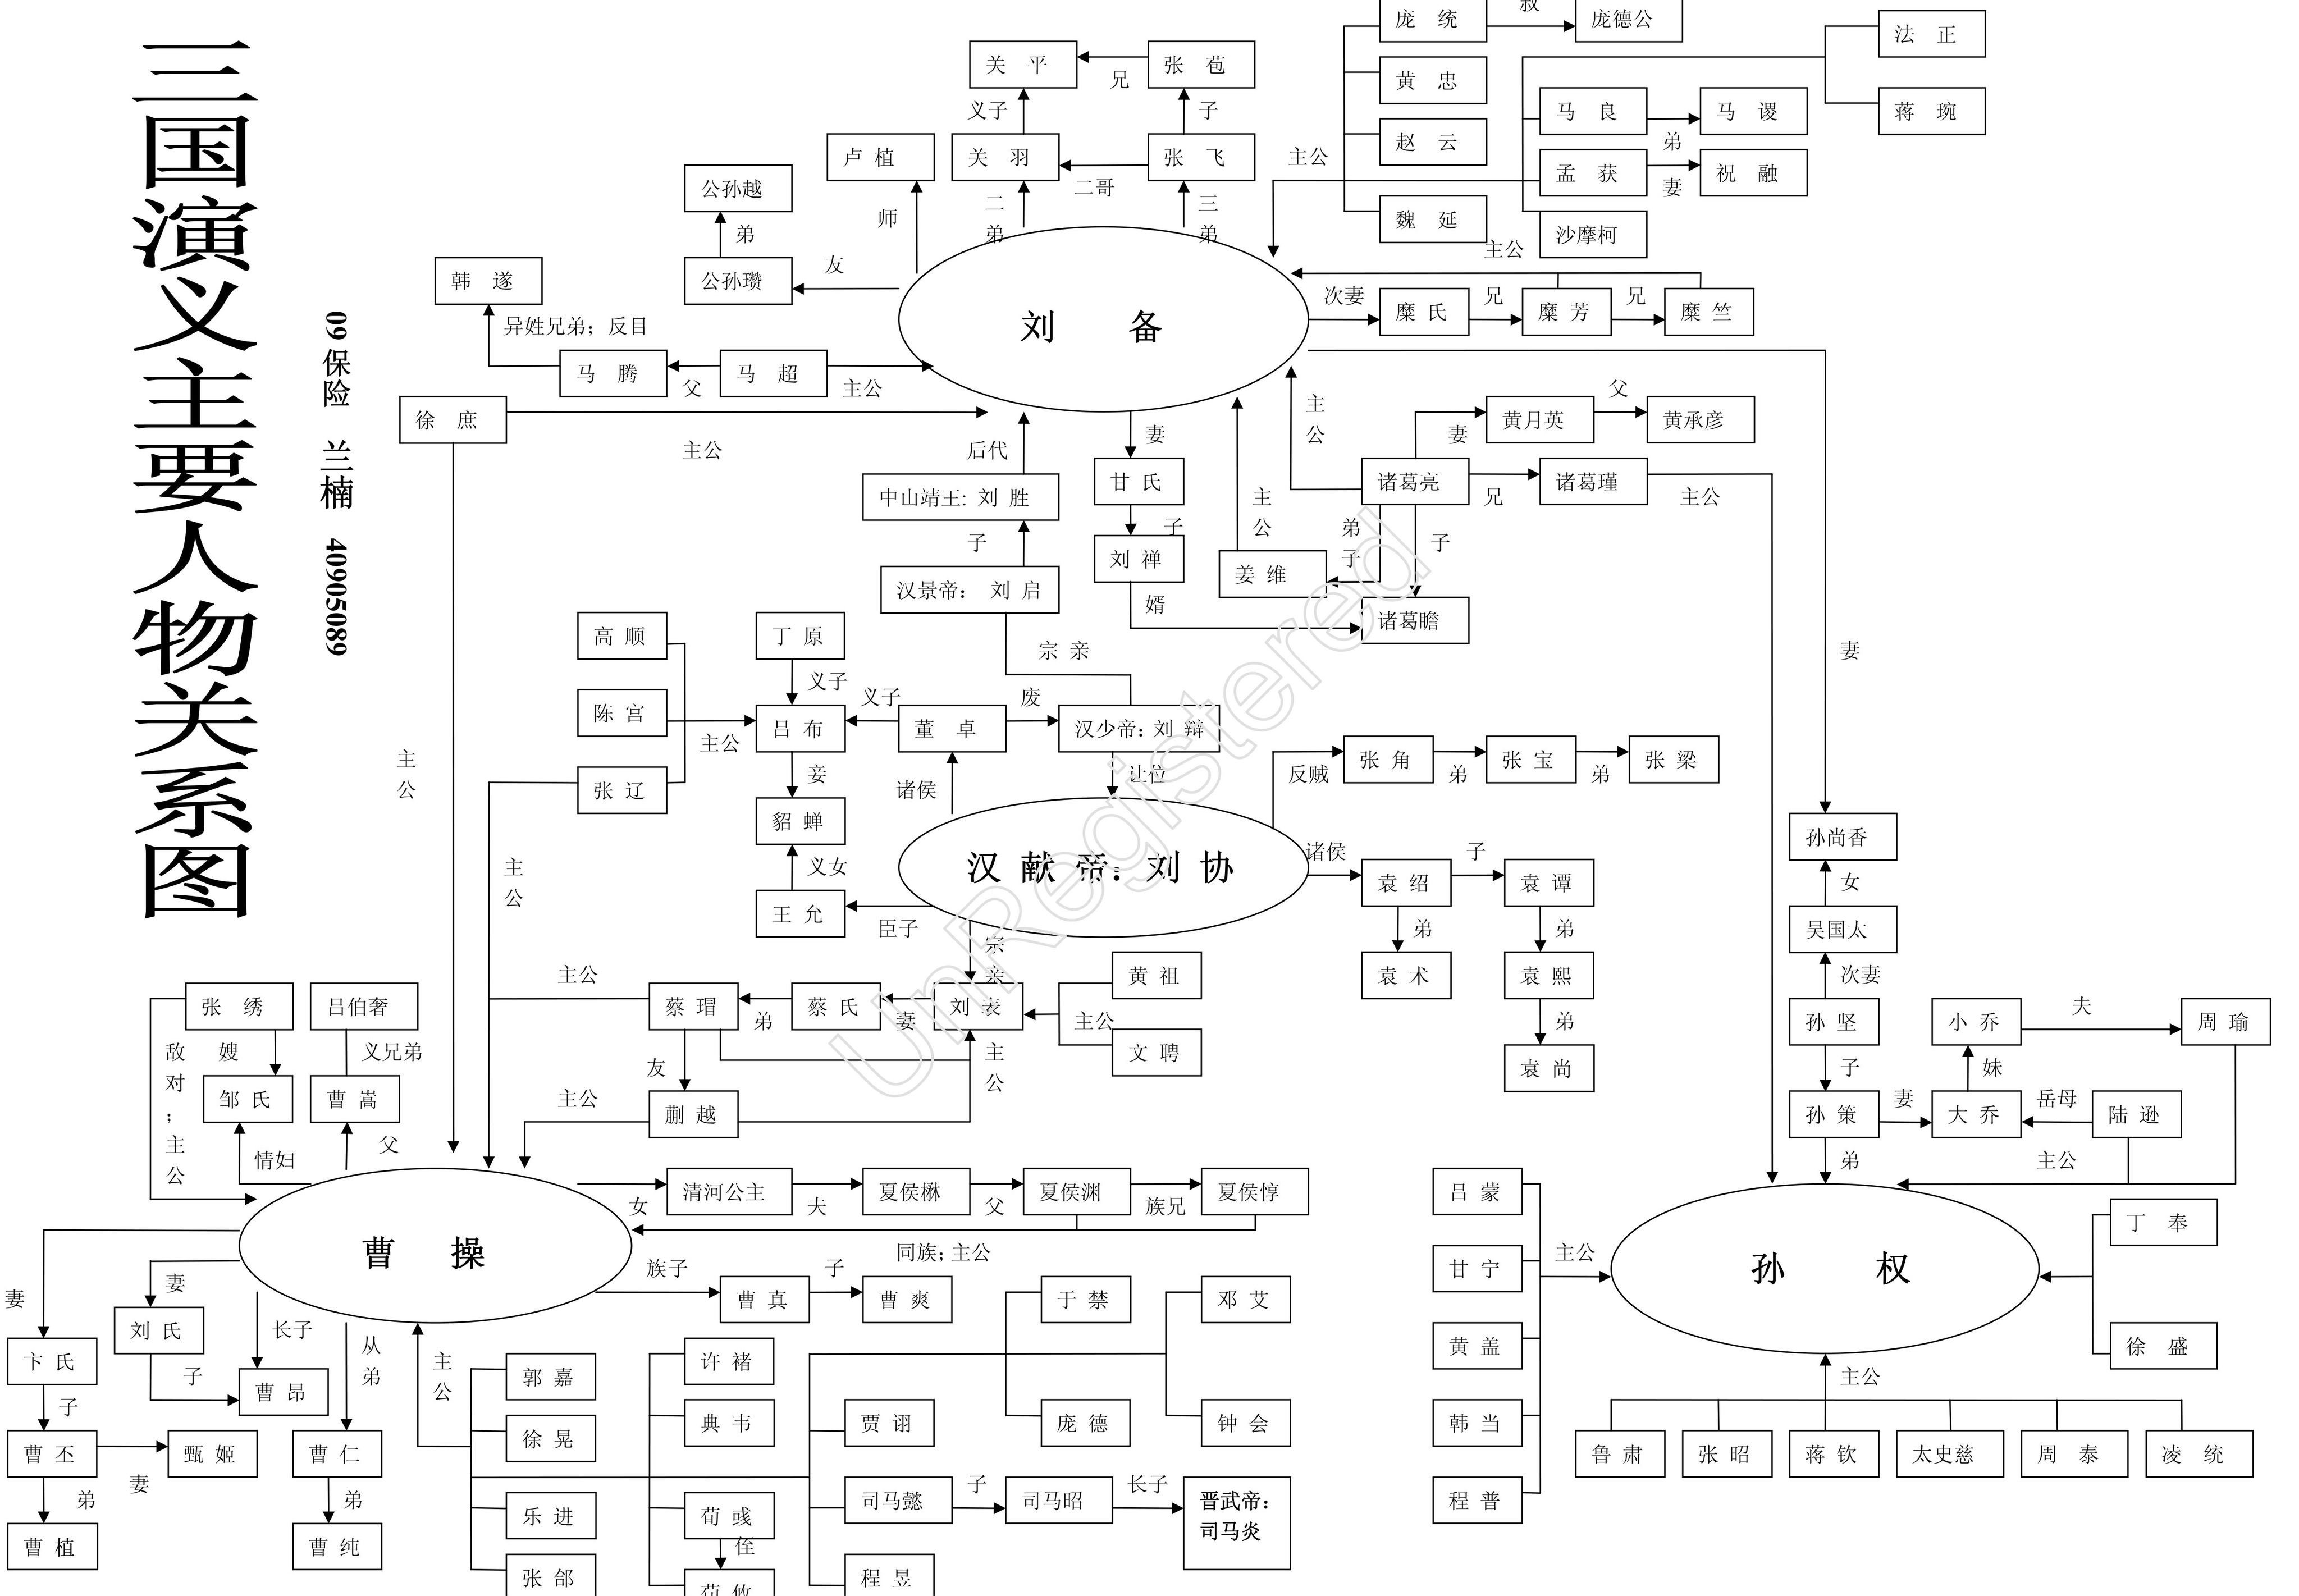 三国演义主要人物关系图
09 保险 兰楠 40905089
庞 统
叔
庞德公
法 正
关 平
兄
张 苞
黄 忠
马 良
弟
马 谡
蒋 琬
义子
子
赵 云
卢 植
关 羽
二哥
张 飞
主公
孟 获
妻
祝 融
公孙越
师
二弟
三弟
魏 延
沙摩柯
弟
主公
韩 遂
公孙瓒
友
刘 备
次妻
糜 氏
兄
糜 芳
兄
糜 竺
异姓兄弟；反目
马 腾
父
马 超
主公
徐 庶
主公
主公
黄月英
父
黄承彦
妻
妻
后代
中山靖王: 刘 胜
甘 氏
诸葛亮
兄
诸葛瑾
主公
子
子
主公
弟子
子
刘 禅
姜 维
汉景帝： 刘 启
婿
诸葛瞻
高 顺
丁 原
宗 亲
妻
义子
义子
废
陈 宫
主公
吕 布
董 卓
汉少帝：刘 辩
主公
妾
让位
张 辽
诸侯
反贼
张 角
弟
张 宝
弟
张 梁
貂 蝉
孙尚香
主公
义女
汉 献 帝：刘 协
诸侯
袁 绍
子
袁 谭
女
王 允
臣子
弟
弟
吴国太
宗亲
主公
黄 祖
袁 术
袁 熙
次妻
张 绣
吕伯奢
蔡 瑁
弟
蔡 氏
妻
刘 表
主公
弟
孙 坚
小 乔
夫
周 瑜
敌对；主公
嫂
义兄弟
友
主公
文 聘
袁 尚
子
妹
邹 氏
曹 嵩
主公
蒯 越
孙 策
妻
大 乔
岳母
陆 逊
情妇
父
弟
主公
女
清河公主
夫
夏侯楙
父
夏侯渊
族兄
夏侯惇
吕 蒙
丁 奉
曹 操
同族；主公
甘 宁
主公
孙 权
妻
妻
族子
曹 真
子
曹 爽
于 禁
邓 艾
刘 氏
长子
从弟
黄 盖
徐 盛
卞 氏
子
曹 昂
主公
郭 嘉
许 褚
主公
子
徐 晃
典 韦
贾 诩
庞 德
钟 会
韩 当
曹 丕
妻
甄 姬
曹 仁
鲁 肃
张 昭
蒋 钦
太史慈
周 泰
凌 统
弟
弟
乐 进
荀 彧
司马懿
子
司马昭
长子
晋武帝：
司马炎
程 普
曹 植
曹 纯
侄
张 郃
荀 攸
程 昱
UnRegistered